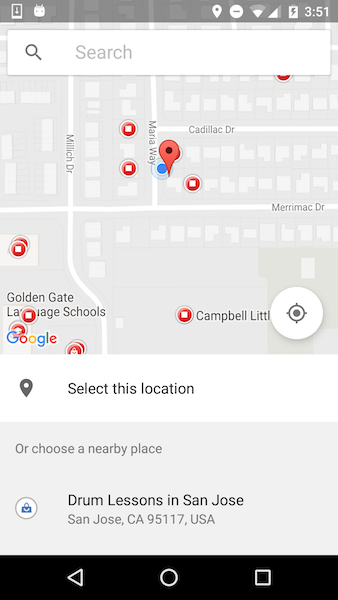 3:51
Search
Cadillac Dr
Millich Dr
Maria Way
Merrimac Dr
Golden Gate
Language Schools
Campbell Littl
Google
Select this location
Or choose a nearby place
Drum Lessons in San Jose
San Jose, CA 95117, USA